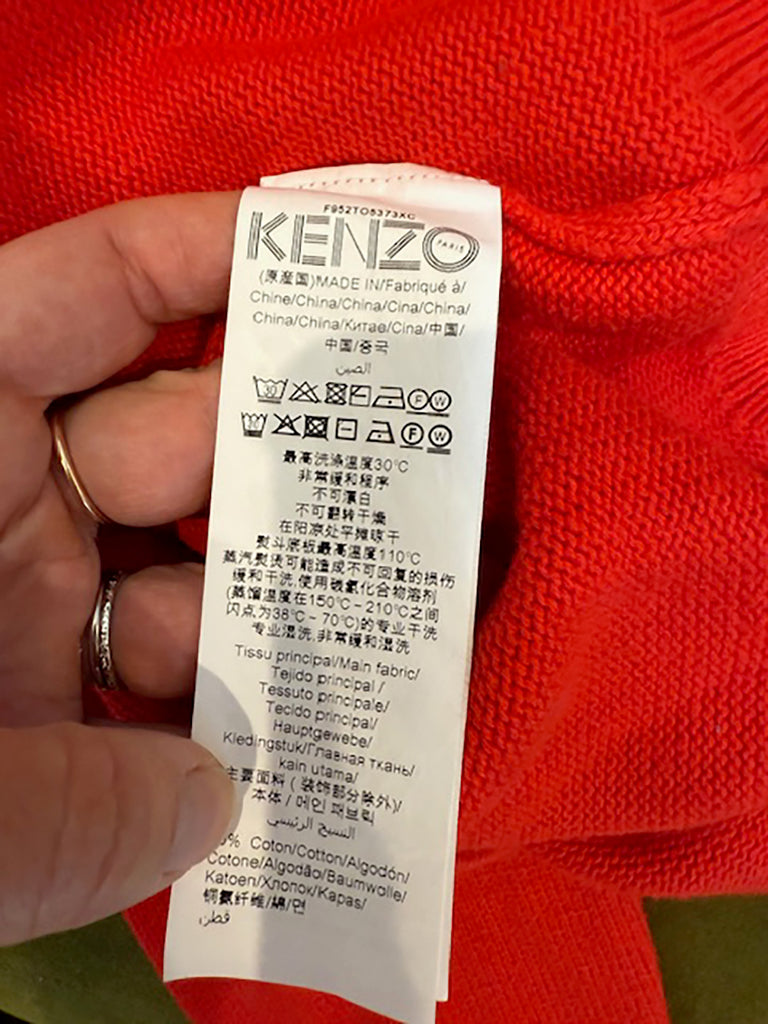 F952TO5373XC
KENZO PARIS
(原産国)MADE IN/Fabriqué à/
Chine/China/China/Cina/China/
China/China/Китае/Cina/中国/
中国/중국
الصين
30 F W
30 F W
最高洗涤温度30°C
非常缓和程序
不可漂白
不可翻转干燥
在阳凉处平摊晾干
熨斗底板最高温度110°C
蒸汽熨烫可能造成不可回复的损伤
缓和干洗,使用碳氢化合物溶剂
(蒸馏温度在150°C - 210°C之间
闪点为38°C - 70°C)的专业干洗
专业湿洗,非常缓和湿洗
Tissu principal/Main fabric/
Tejido principal /
Tessuto principale/
Tecido principal/
Hauptgewebe/
Kledingstuk/Главная ткань/
kain utama/
主要面料 ( 装饰部分除外)/
本体 / 메인 패브릭
النسيج الرئيسي
% Coton/Cotton/Algodón/
Cotone/Algodão/Baumwolle/
Katoen/Хлопок/Kapas/
铜氨纤维/綿/면
قطن